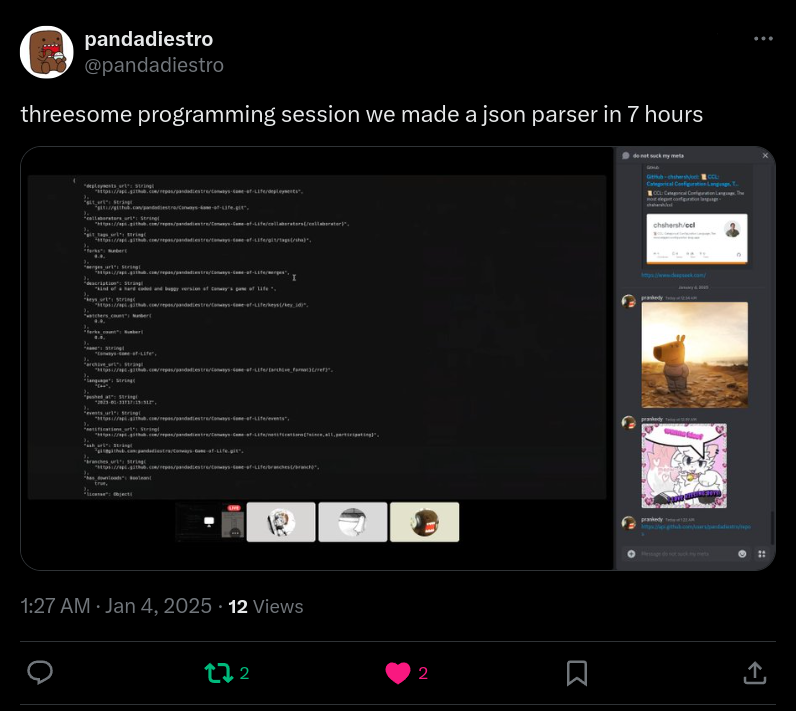 pandadiestro
@pandadiestro
threesome programming session we made a json parser in 7 hours
{
"deployments_url": String(
"https://api.github.com/repos/pandadiestro/Conways-Game-of-Life/deployments",
),
"git_url": String(
"git://github.com/pandadiestro/Conways-Game-of-Life.git",
),
"collaborators_url": String(
"https://api.github.com/repos/pandadiestro/Conways-Game-of-Life/collaborators{/collaborator}",
),
"git_tags_url": String(
"https://api.github.com/repos/pandadiestro/Conways-Game-of-Life/git/tags{/sha}",
),
"forks": Number(
0.0,
),
"merges_url": String(
"https://api.github.com/repos/pandadiestro/Conways-Game-of-Life/merges",
),
"description": String(
"kind of a hard coded and buggy version of Conway's game of life ",
),
"keys_url": String(
"https://api.github.com/repos/pandadiestro/Conways-Game-of-Life/keys{/key_id}",
),
"watchers_count": Number(
0.0,
),
"forks_count": Number(
0.0,
),
"name": String(
"Conways-Game-of-Life",
),
"archive_url": String(
"https://api.github.com/repos/pandadiestro/Conways-Game-of-Life/{archive_format}{/ref}",
),
"language": String(
"C++",
),
"pushed_at": String(
),
"events_url": String(
"https://api.github.com/repos/pandadiestro/Conways-Game-of-Life/events",
),
"notifications_url": String(
"https://api.github.com/repos/pandadiestro/Conways-Game-of-Life/notifications{?since,all,participating}",
),
"ssh_url": String(
"git@github.com:pandadiestro/Conways-Game-of-Life.git",
),
"branches_url": String(
"https://api.github.com/repos/pandadiestro/Conways-Game-of-Life/branches{/branch}",
),
"has_downloads": Boolean(
true,
),
"license": Object(
LIVE
do not suck my meta
GitHub
GitHub - chshersh/ccl: 📜 CCL:
Categorical Configuration Language, T...
📜 CCL: Categorical Configuration Language, The
most elegant configuration language -
chshersh/ccl
chshersh/ccl
https://www.deepseek.com/
January 4, 2025
prankedy
prankedy
prankedy
https://api.github.com/users/pandadiestro/repos
Message do not suck my meta
1:27 AM · Jan 4, 2025 · 12 Views
2
2